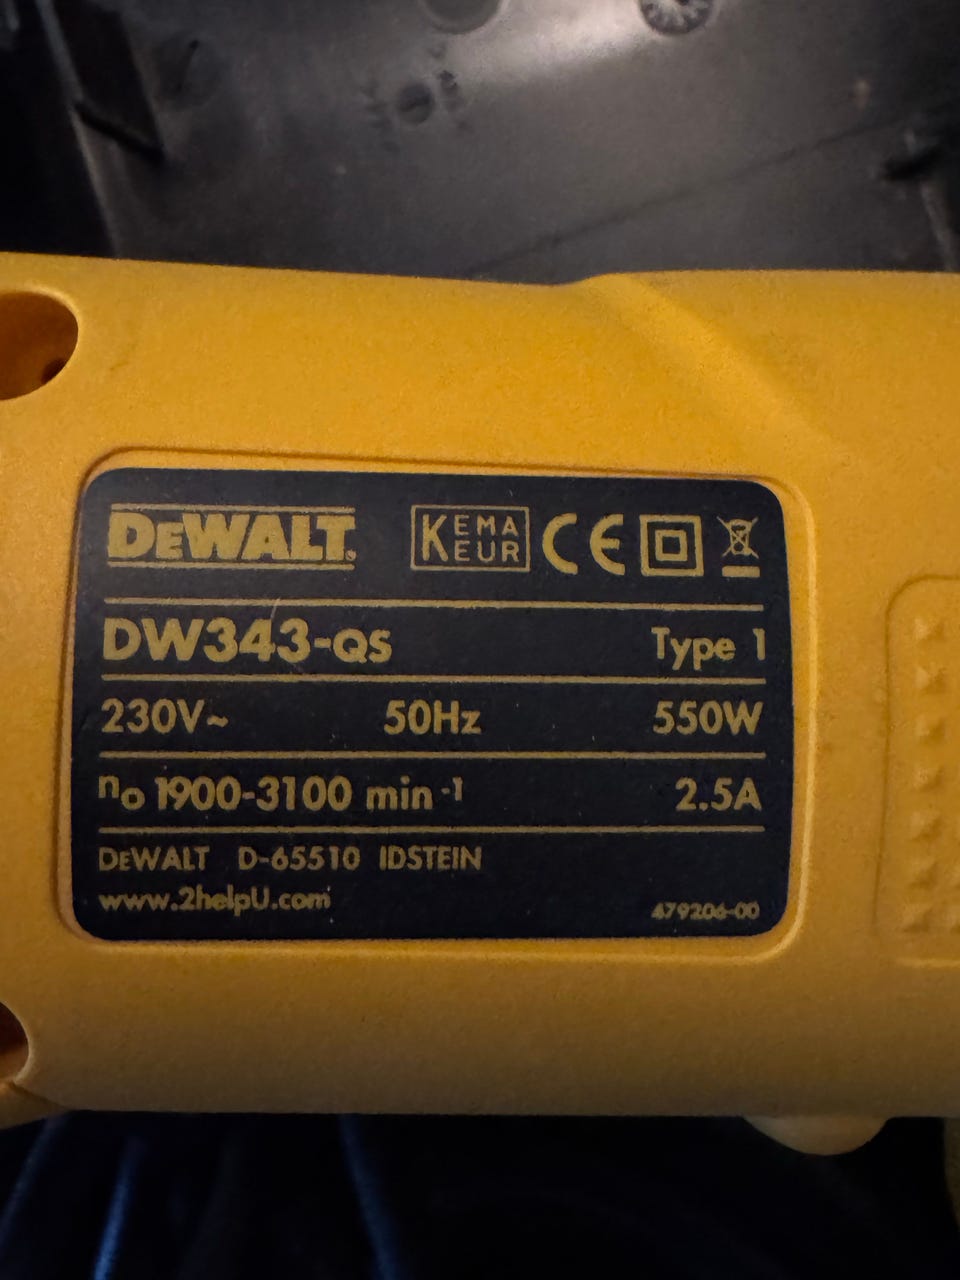 DEWALT. KEMA EUR CE
DW343-QS Type 1
230V~ 50Hz 550W
no 1900-3100 min -1 2.5A
DEWALT D-65510 IDSTEIN
www.2helpU.com 479206-00